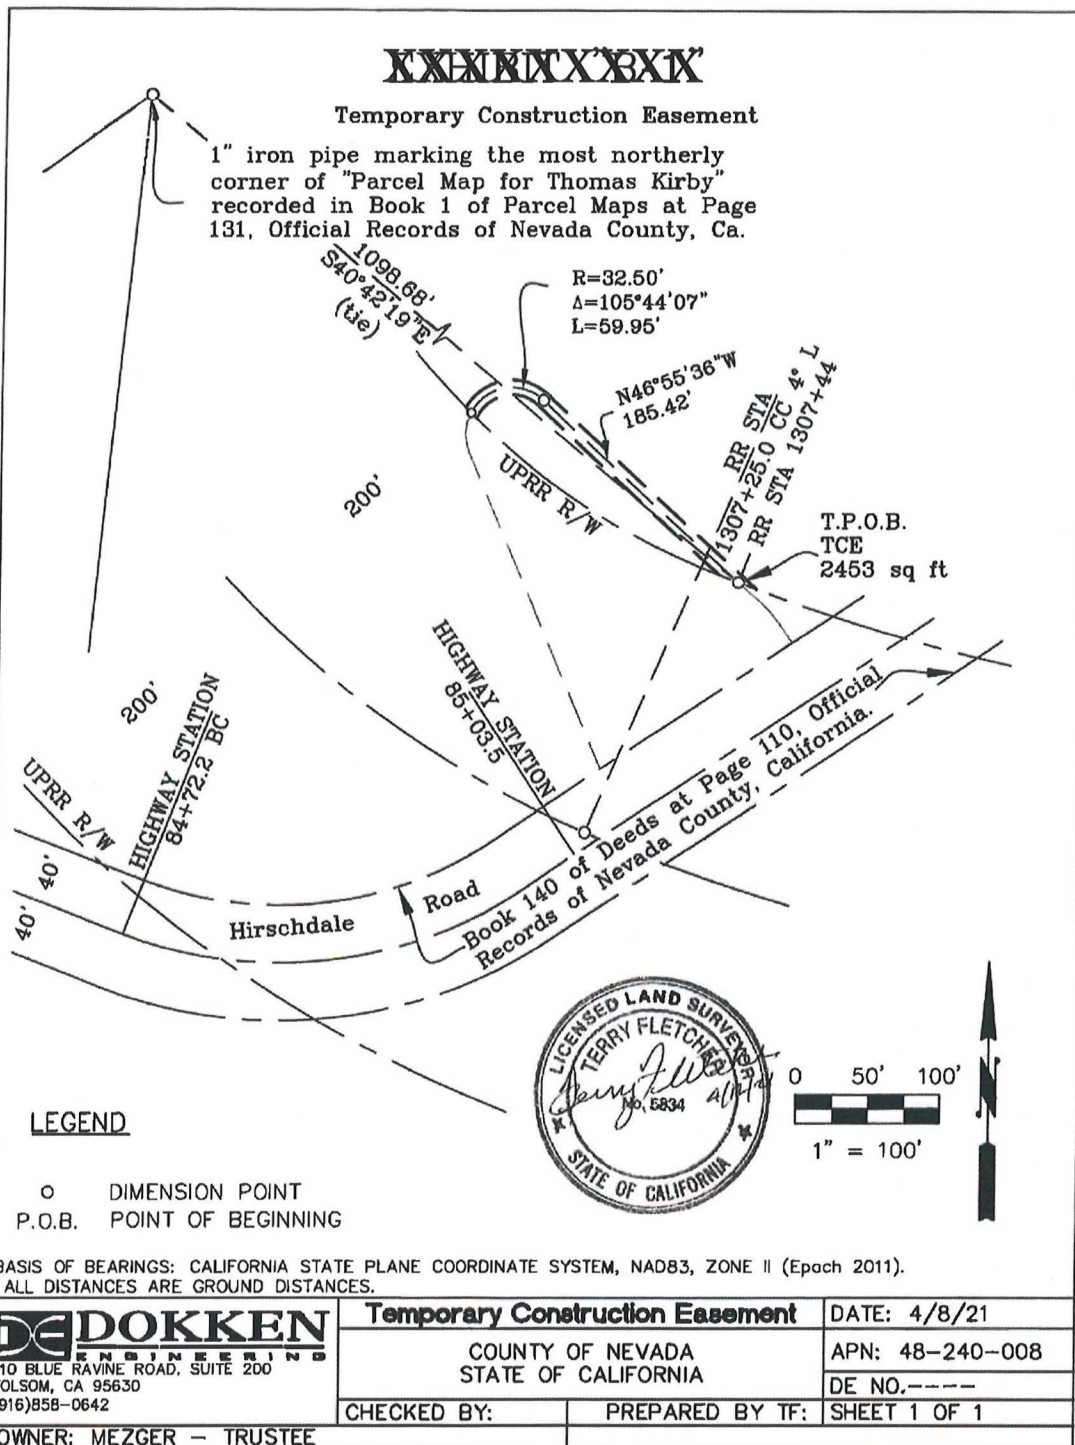 Temporary Construction Easement
1" iron pipe marking the most northerly
corner of "Parcel Map for Thomas Kirby"
recorded in Book 1 of Parcel Maps at Page
131, Official Records of Nevada County, Ca.
1098.68'
S40°42'19"E
(tie)
R=32.50'
Δ=105°44'07"
L=59.95'
N46°55'36"W
185.42'
RR STA
1307+25.0 CC 4° L
RR STA 1307+44
UPRR R/W
200'
T.P.O.B.
TCE
2453 sq ft
HIGHWAY STATION
85+03.5
200'
HIGHWAY STATION
84+72.2 BC
UPRR R/W
40'
40'
Hirschdale Road
Book 140 of Deeds at Page 110, Official
Records of Nevada County, California.
LICENSED LAND SURVEYOR
TERRY FLETCHER
No. 5834
STATE OF CALIFORNIA
0 50' 100'
1" = 100'
LEGEND
DIMENSION POINT
P.O.B. POINT OF BEGINNING
BASIS OF BEARINGS: CALIFORNIA STATE PLANE COORDINATE SYSTEM, NAD83, ZONE II (Epoch 2011).
ALL DISTANCES ARE GROUND DISTANCES.
DOKKEN
ENGINEERING
10 BLUE RAVINE ROAD, SUITE 200
OLSOM, CA 95630
916)858-0642
Temporary Construction Easement
COUNTY OF NEVADA
STATE OF CALIFORNIA
DATE: 4/8/21
APN: 48-240-008
DE NO.----
CHECKED BY:
PREPARED BY TF:
SHEET 1 OF 1
OWNER: MEZGER - TRUSTEE